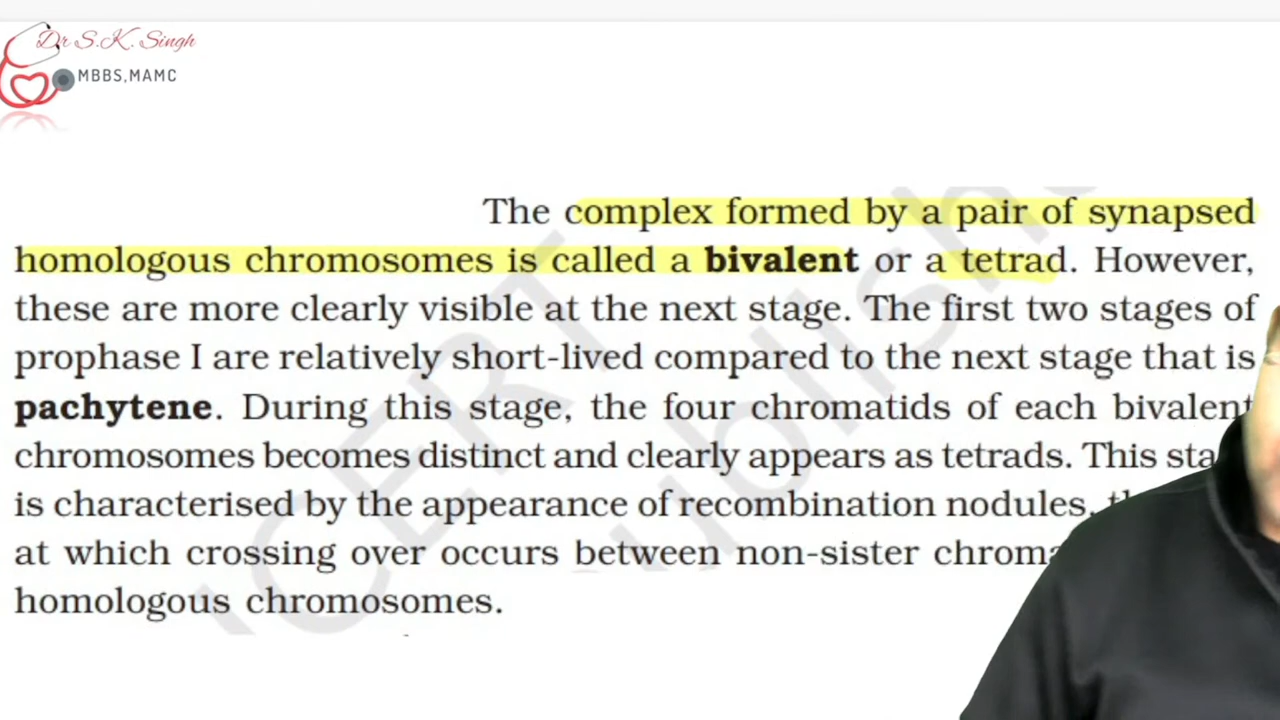 Dr S.K. Singh
MBBS,MAMC
The complex formed by a pair of synapsed
homologous chromosomes is called a bivalent or a tetrad. However,
these are more clearly visible at the next stage. The first two stages of
prophase I are relatively short-lived compared to the next stage that is
pachytene. During this stage, the four chromatids of each bivalent
chromosomes becomes distinct and clearly appears as tetrads. This
is characterised by the appearance of recombination nodules,
at which crossing over occurs between non-sister
homologous chromosomes.